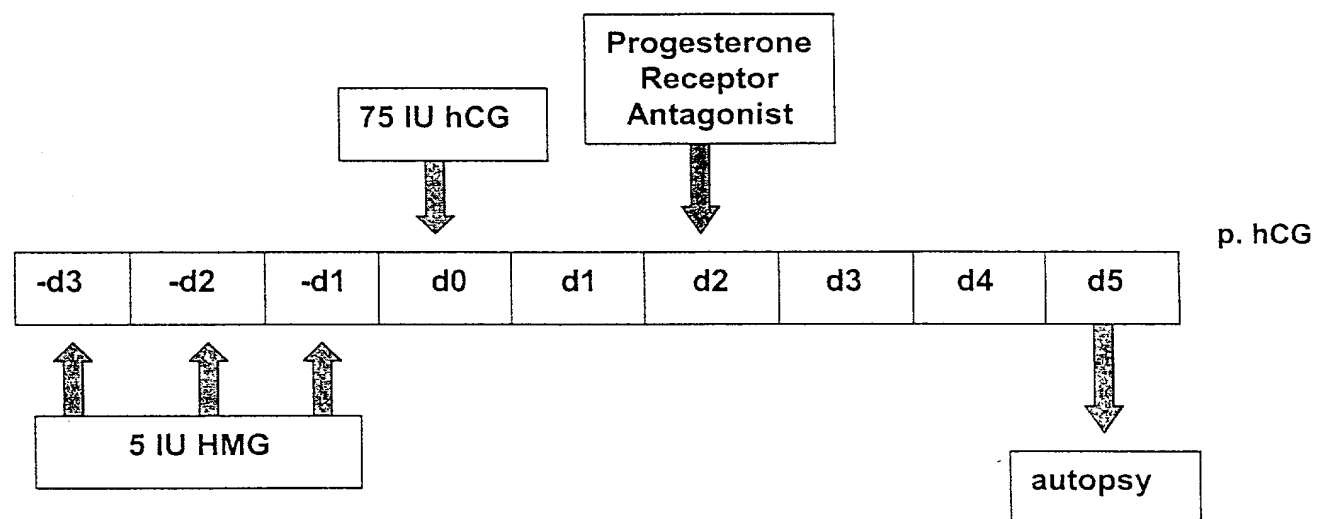 Progesterone
Receptor
Antagonist
75 IU hCG
p. hCG
-d3 -d2 -d1 d0 d1 d2 d3 d4 d5
5 IU HMG
autopsy